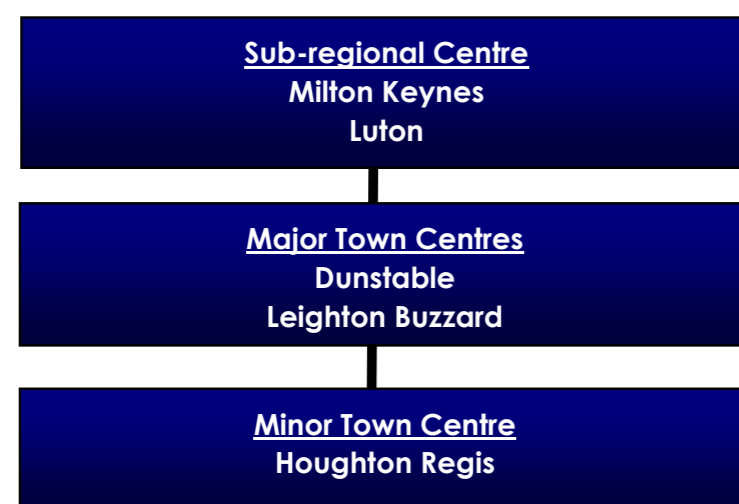 Sub-regional Centre
Milton Keynes
Luton
Major Town Centres
Dunstable
Leighton Buzzard
Minor Town Centre
Houghton Regis